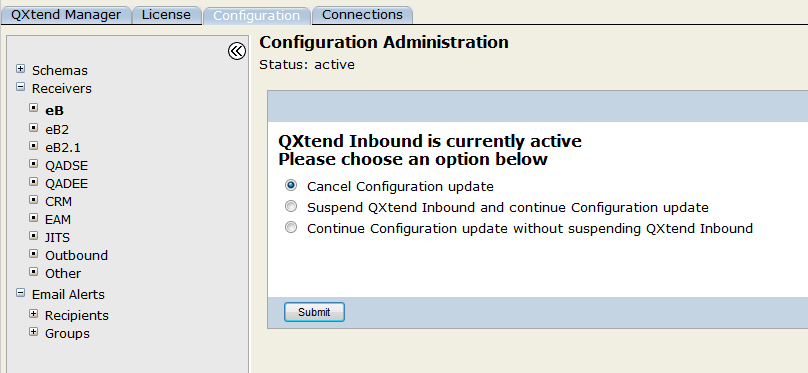 QXtend Manager License Configuration Connections
Schemas
Receivers
eB
eB2
eB2.1
QADSE
QADEE
CRM
EAM
JITS
Outbound
Other
Email Alerts
Recipients
Groups
Configuration Administration
Status: active
QXtend Inbound is currently active
Please choose an option below
Cancel Configuration update
Suspend QXtend Inbound and continue Configuration update
Continue Configuration update without suspending QXtend Inbound
Submit